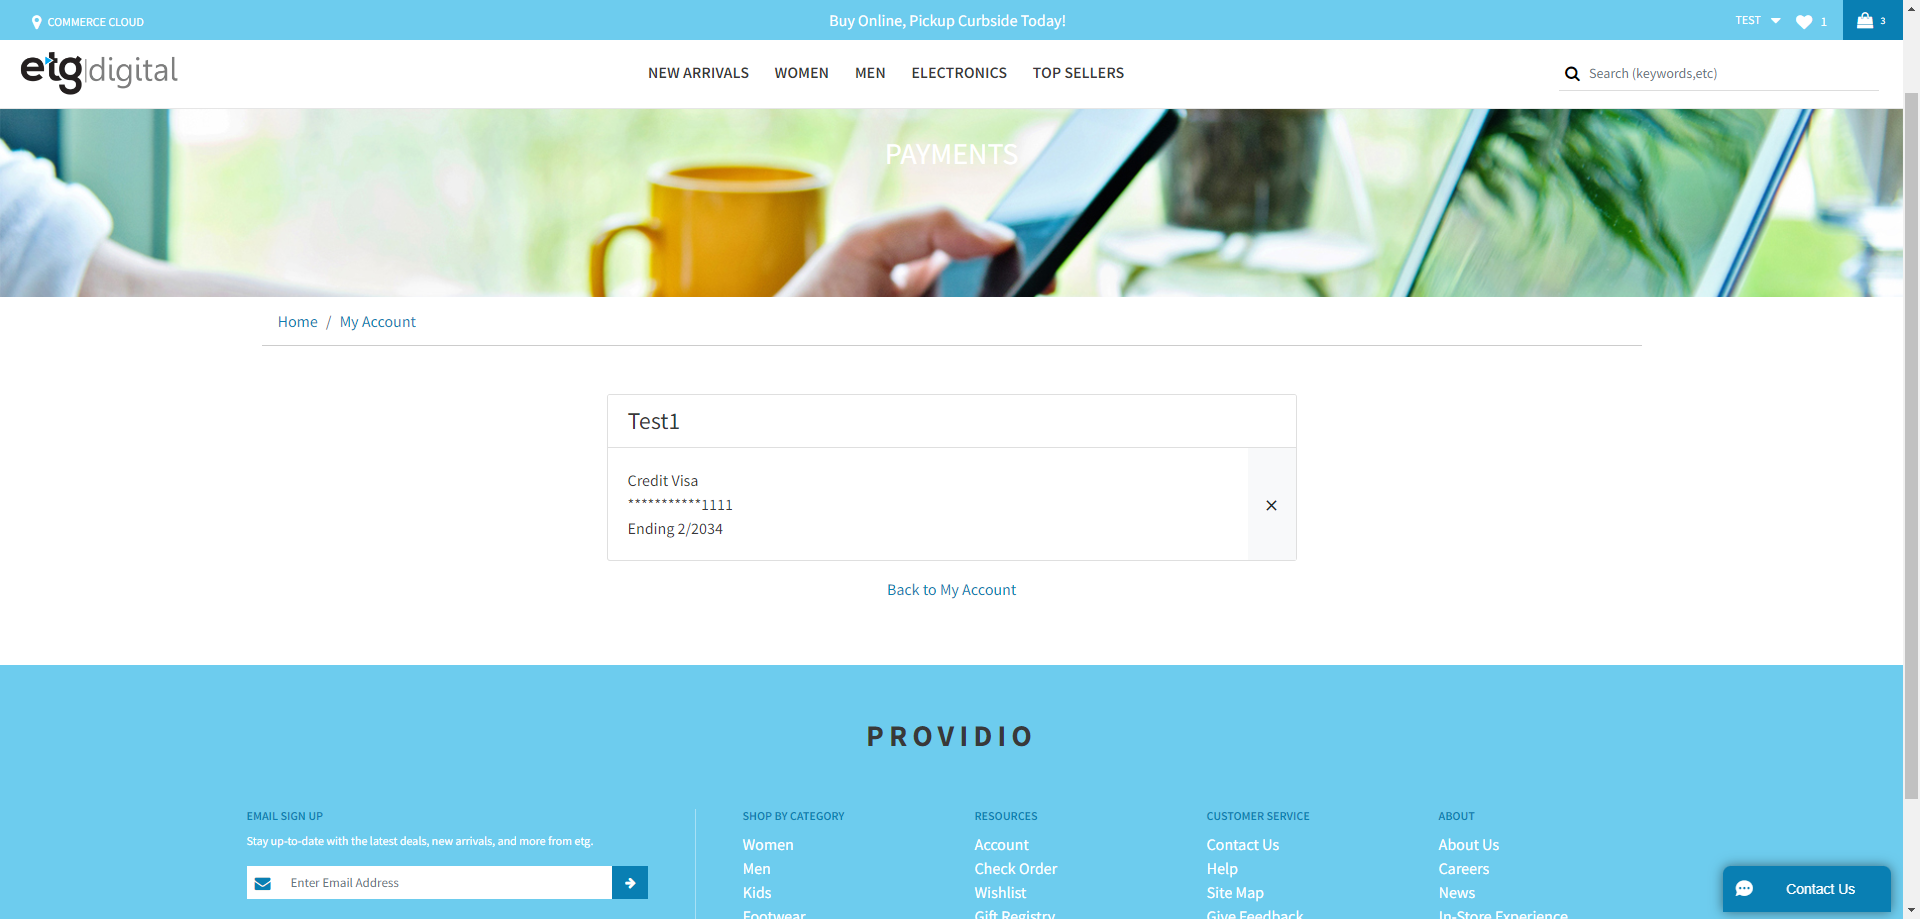 COMMERCE CLOUD
Buy Online, Pickup Curbside Today!
TEST
1
3
etg|digital
NEW ARRIVALS WOMEN MEN ELECTRONICS TOP SELLERS
Search (keywords,etc)
PAYMENTS
Home / My Account
Test1
Credit Visa
***********1111
Ending 2/2034
×
Back to My Account
PROVIDIO
EMAIL SIGN UP
Stay up-to-date with the latest deals, new arrivals, and more from etg.
Enter Email Address
SHOP BY CATEGORY
Women
Men
Kids
Footwear
RESOURCES
Account
Check Order
Wishlist
Gift Registry
CUSTOMER SERVICE
Contact Us
Help
Site Map
Give Feedback
ABOUT
About Us
Careers
News
In-Store Experience
Contact Us